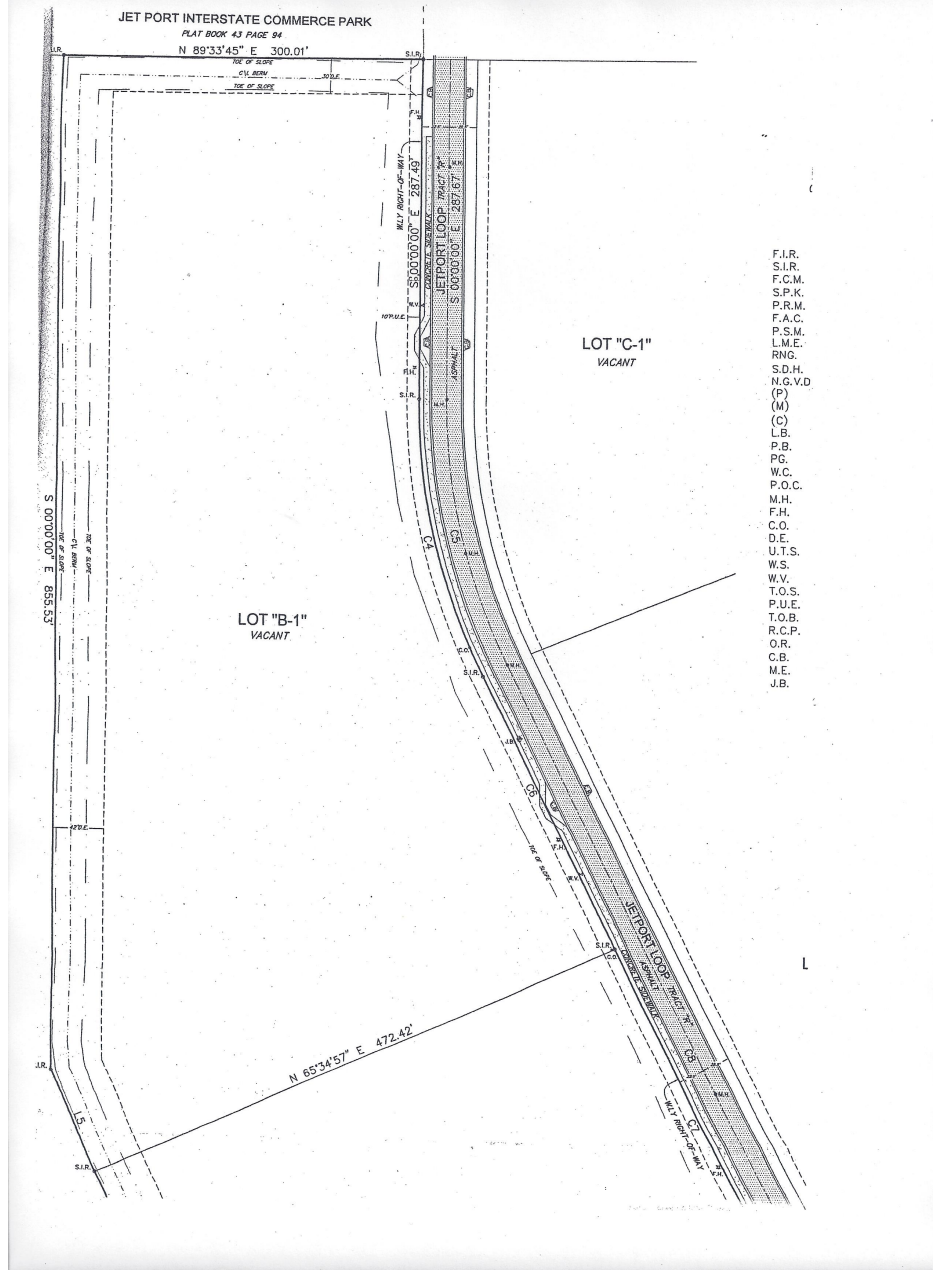 JET PORT INTERSTATE COMMERCE PARK
PLAT BOOK 43 PAGE 94
N 89°33'45" E 300.01'
S.I.R.
TOE OF SLOPE
C\L BERM
30'D.E.
TOE OF SLOPE
F.H.
W.LY RIGHT-OF-WAY
S 00°00'00" E 287.49'
CONCRETE SIDEWALK
JETPORT LOOP TRACT "R"
S 00°00'00" E 287.67'
M.H.
W.V.
10'P.U.E.
ASPHALT
F.H.
S.I.R.
M.H.
LOT "C-1"
VACANT
F.I.R.
S.I.R.
F.C.M.
S.P.K.
P.R.M.
F.A.C.
P.S.M.
L.M.E.
RNG.
S.D.H.
N.G.V.D
(P)
(M)
(C)
L.B.
P.B.
PG.
W.C.
P.O.C.
M.H.
F.H.
C.O.
D.E.
U.T.S.
W.S.
W.V.
T.O.S.
P.U.E.
T.O.B.
R.C.P.
O.R.
C.B.
M.E.
J.B.
S 00°00'00" E 855.53'
TOE OF SLOPE
C\L BERM
TOE OF SLOPE
C4
C5
M.H.
LOT "B-1"
VACANT
C.O.
S.I.R.
M.H.
J.B.
C6
C.B.
42'D.E.
F.H.
TOE OF SLOPE
W.V.
JETPORT LOOP TRACT "R"
ASPHALT
CONCRETE SIDEWALK
S.I.R.
C.O.
L
N 65°34'57" E 472.42'
C8
M.H.
W.LY RIGHT-OF-WAY
C7
F.H.
L5
S.I.R.